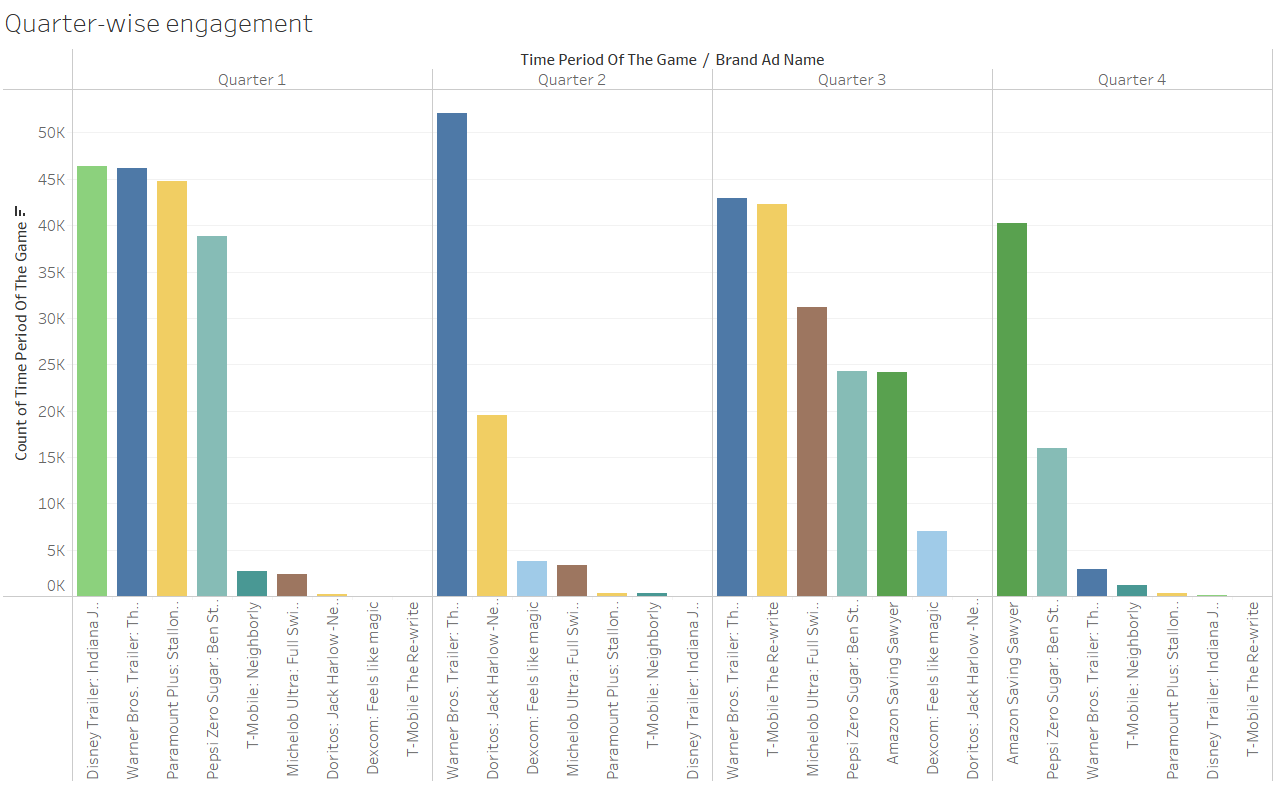 Quarter-wise engagement
Time Period Of The Game / Brand Ad Name
Quarter 1
Quarter 2
Quarter 3
Quarter 4
Count of Time Period Of The Game
50K
45K
40K
35K
30K
25K
20K
15K
10K
5K
0K
Disney Trailer: Indiana J..
Warner Bros. Trailer: Th..
Paramount Plus: Stallon..
Pepsi Zero Sugar: Ben St..
T-Mobile: Neighborly
Michelob Ultra: Full Swi..
Doritos: Jack Harlow -Ne..
Dexcom: Feels like magic
T-Mobile The Re-write
Warner Bros. Trailer: Th..
Doritos: Jack Harlow -Ne..
Dexcom: Feels like magic
Michelob Ultra: Full Swi..
Paramount Plus: Stallon..
T-Mobile: Neighborly
Disney Trailer: Indiana J..
Warner Bros. Trailer: Th..
T-Mobile The Re-write
Michelob Ultra: Full Swi..
Pepsi Zero Sugar: Ben St..
Amazon Saving Sawyer
Dexcom: Feels like magic
Doritos: Jack Harlow -Ne..
Amazon Saving Sawyer
Pepsi Zero Sugar: Ben St..
Warner Bros. Trailer: Th..
T-Mobile: Neighborly
Paramount Plus: Stallon..
Disney Trailer: Indiana J..
T-Mobile The Re-write